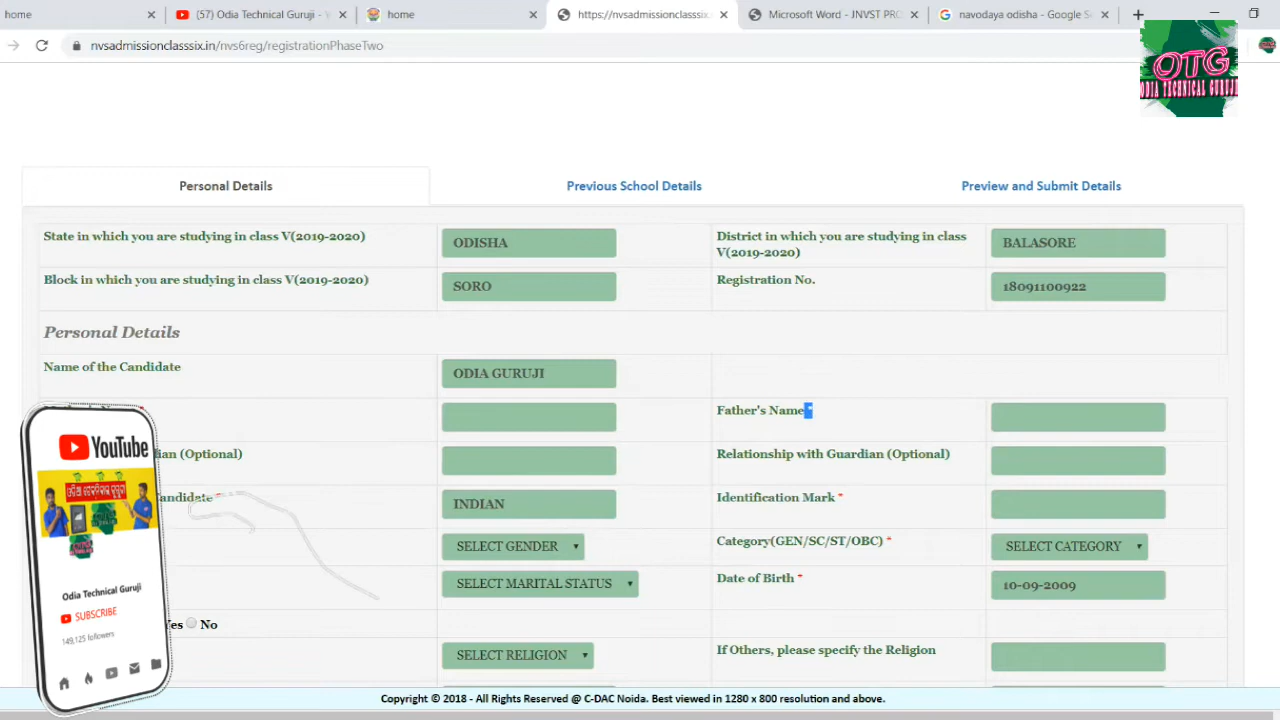 home
(57) Odia Technical Guruji - Y
home
https://nvsadmissionclasssix.in
Microsoft Word - JNVST PRO
navodaya odisha - Google Se
nvsadmissionclasssix.in/nvs6reg/registrationPhaseTwo
OTG
ODIA TECHNICAL GURUJI
Personal Details
Previous School Details
Preview and Submit Details
State in which you are studying in class V(2019-2020)
ODISHA
District in which you are studying in class
V(2019-2020)
BALASORE
Block in which you are studying in class V(2019-2020)
SORO
Registration No.
18091100922
Personal Details
Name of the Candidate
ODIA GURUJI
Father's Name *
(Optional)
Relationship with Guardian (Optional)
Candidate *
INDIAN
Identification Mark *
SELECT GENDER
Category(GEN/SC/ST/OBC) *
SELECT CATEGORY
SELECT MARITAL STATUS
Date of Birth *
10-09-2009
Yes No
SELECT RELIGION
If Others, please specify the Religion
YouTube
ଓଡ଼ିଆ ଟେକ୍ନିକାଲ ଗୁରୁଜୀ
Odia Technical Guruji
SUBSCRIBE
149,125 followers
Copyright © 2018 - All Rights Reserved @ C-DAC Noida. Best viewed in 1280 x 800 resolution and above.